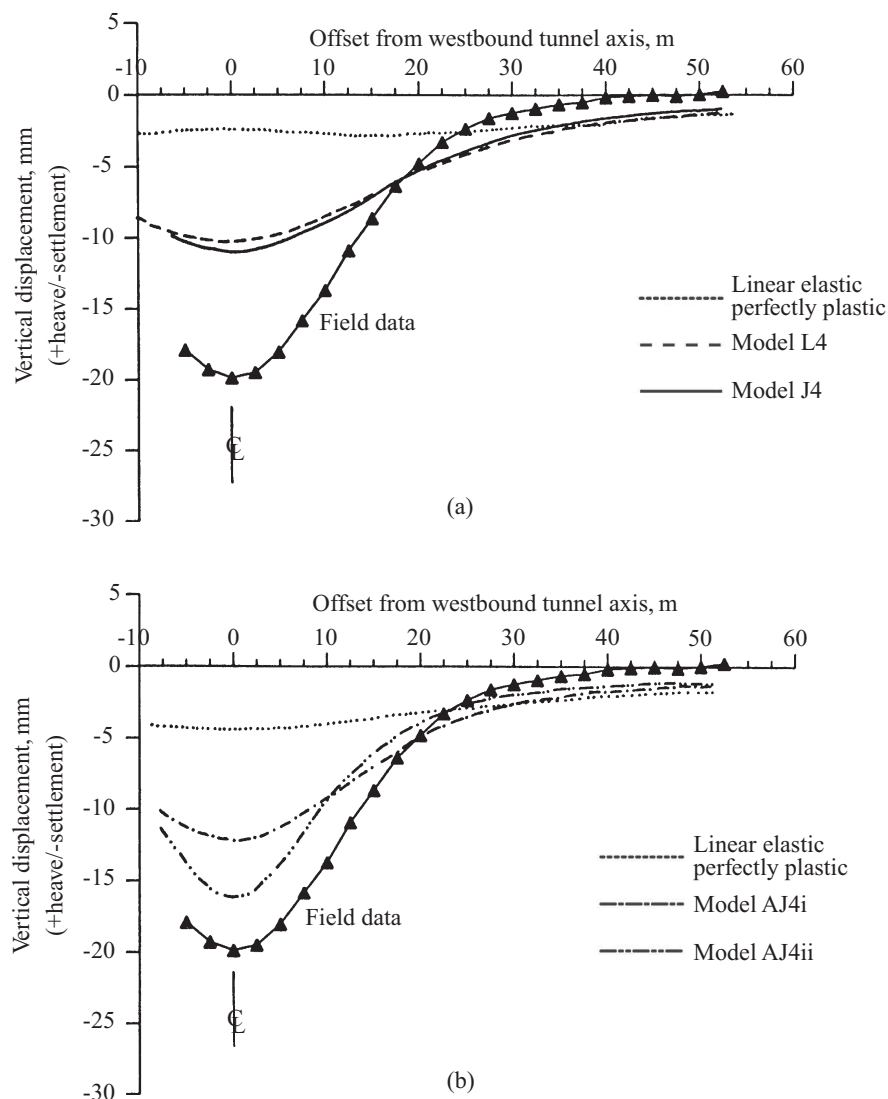 5
Offset from westbound tunnel axis, m
-10 0 10 20 30 40 50 60
0
-5
-10
-15
-20
-25
-30
Vertical displacement, mm
(+heave/-settlement)
Field data
Linear elastic
perfectly plastic
Model L4
Model J4
℄
(a)
5
Offset from westbound tunnel axis, m
-10 0 10 20 30 40 50 60
0
-5
-10
-15
-20
-25
-30
Vertical displacement, mm
(+heave/-settlement)
Field data
Linear elastic
perfectly plastic
Model AJ4i
Model AJ4ii
℄
(b)